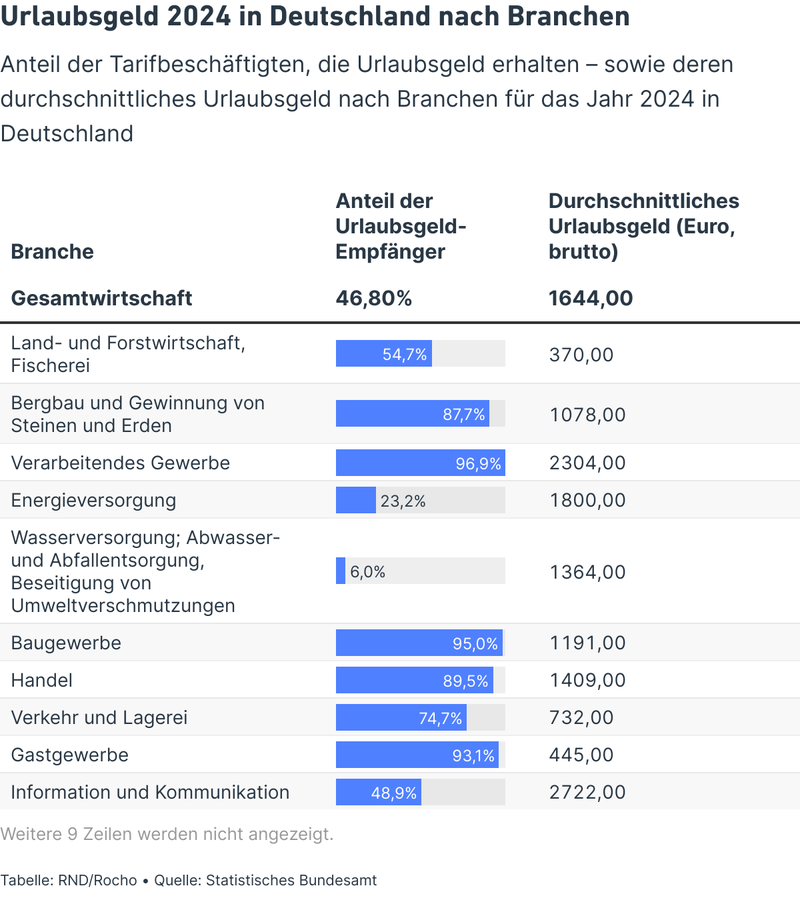 Urlaubsgeld 2024 in Deutschland nach Branchen
Anteil der Tarifbeschäftigten, die Urlaubsgeld erhalten – sowie deren
durchschnittliches Urlaubsgeld nach Branchen für das Jahr 2024 in
Deutschland
Branche
Anteil der
Urlaubsgeld-
Empfänger
Durchschnittliches
Urlaubsgeld (Euro,
brutto)
Gesamtwirtschaft 46,80% 1644,00
Land- und Forstwirtschaft,
Fischerei
54,7% 370,00
Bergbau und Gewinnung von
Steinen und Erden
87,7% 1078,00
Verarbeitendes Gewerbe 96,9% 2304,00
Energieversorgung 23,2% 1800,00
Wasserversorgung; Abwasser-
und Abfallentsorgung,
Beseitigung von
Umweltverschmutzungen
6,0% 1364,00
Baugewerbe 95,0% 1191,00
Handel 89,5% 1409,00
Verkehr und Lagerei 74,7% 732,00
Gastgewerbe 93,1% 445,00
Information und Kommunikation 48,9% 2722,00
Weitere 9 Zeilen werden nicht angezeigt.
Tabelle: RND/Rocho • Quelle: Statistisches Bundesamt